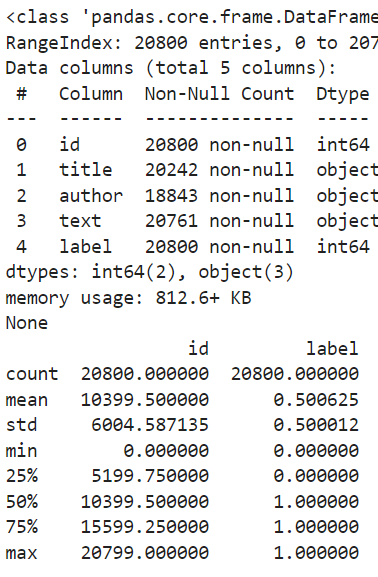 <class 'pandas.core.frame.DataFrame
RangeIndex: 20800 entries, 0 to 207
Data columns (total 5 columns):
 #   Column  Non-Null Count  Dtype
---  ------  --------------  -----
 0   id      20800 non-null  int64
 1   title   20242 non-null  object
 2   author  18843 non-null  object
 3   text    20761 non-null  object
 4   label   20800 non-null  int64
dtypes: int64(2), object(3)
memory usage: 812.6+ KB
None
                 id         label
count  20800.000000  20800.000000
mean   10399.500000      0.500625
std     6004.587135      0.500012
min        0.000000      0.000000
25%     5199.750000      0.000000
50%    10399.500000      1.000000
75%    15599.250000      1.000000
max    20799.000000      1.000000